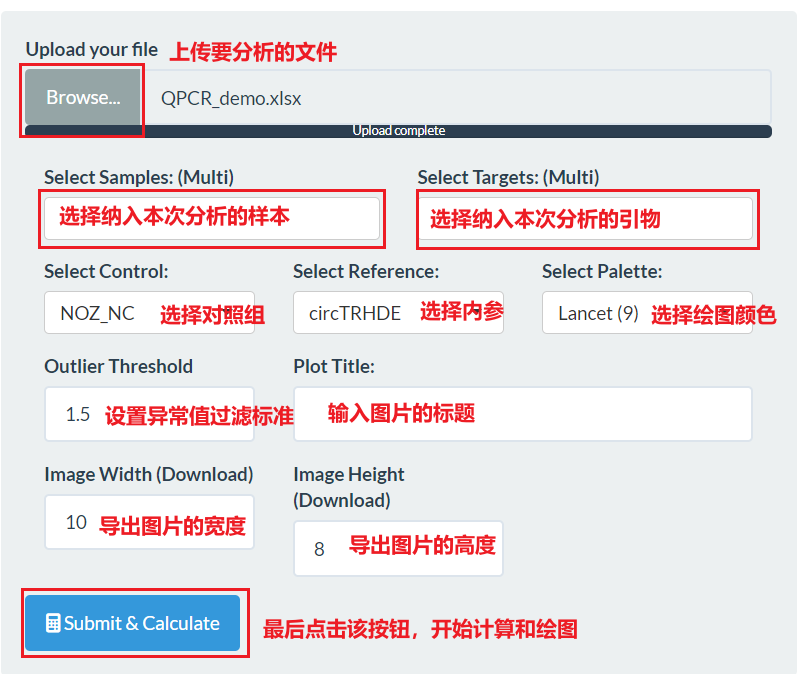 Upload your file 上传要分析的文件
Browse... QPCR_demo.xlsx
Upload complete
Select Samples: (Multi) Select Targets: (Multi)
选择纳入本次分析的样本 选择纳入本次分析的引物
Select Control: Select Reference: Select Palette:
NOZ_NC 选择对照组 circTRHDE 选择内参 Lancet (9) 选择绘图颜色
Outlier Threshold Plot Title:
1.5 设置异常值过滤标准 输入图片的标题
Image Width (Download) Image Height
(Download)
10 导出图片的宽度
8 导出图片的高度
Submit & Calculate 最后点击该按钮，开始计算和绘图